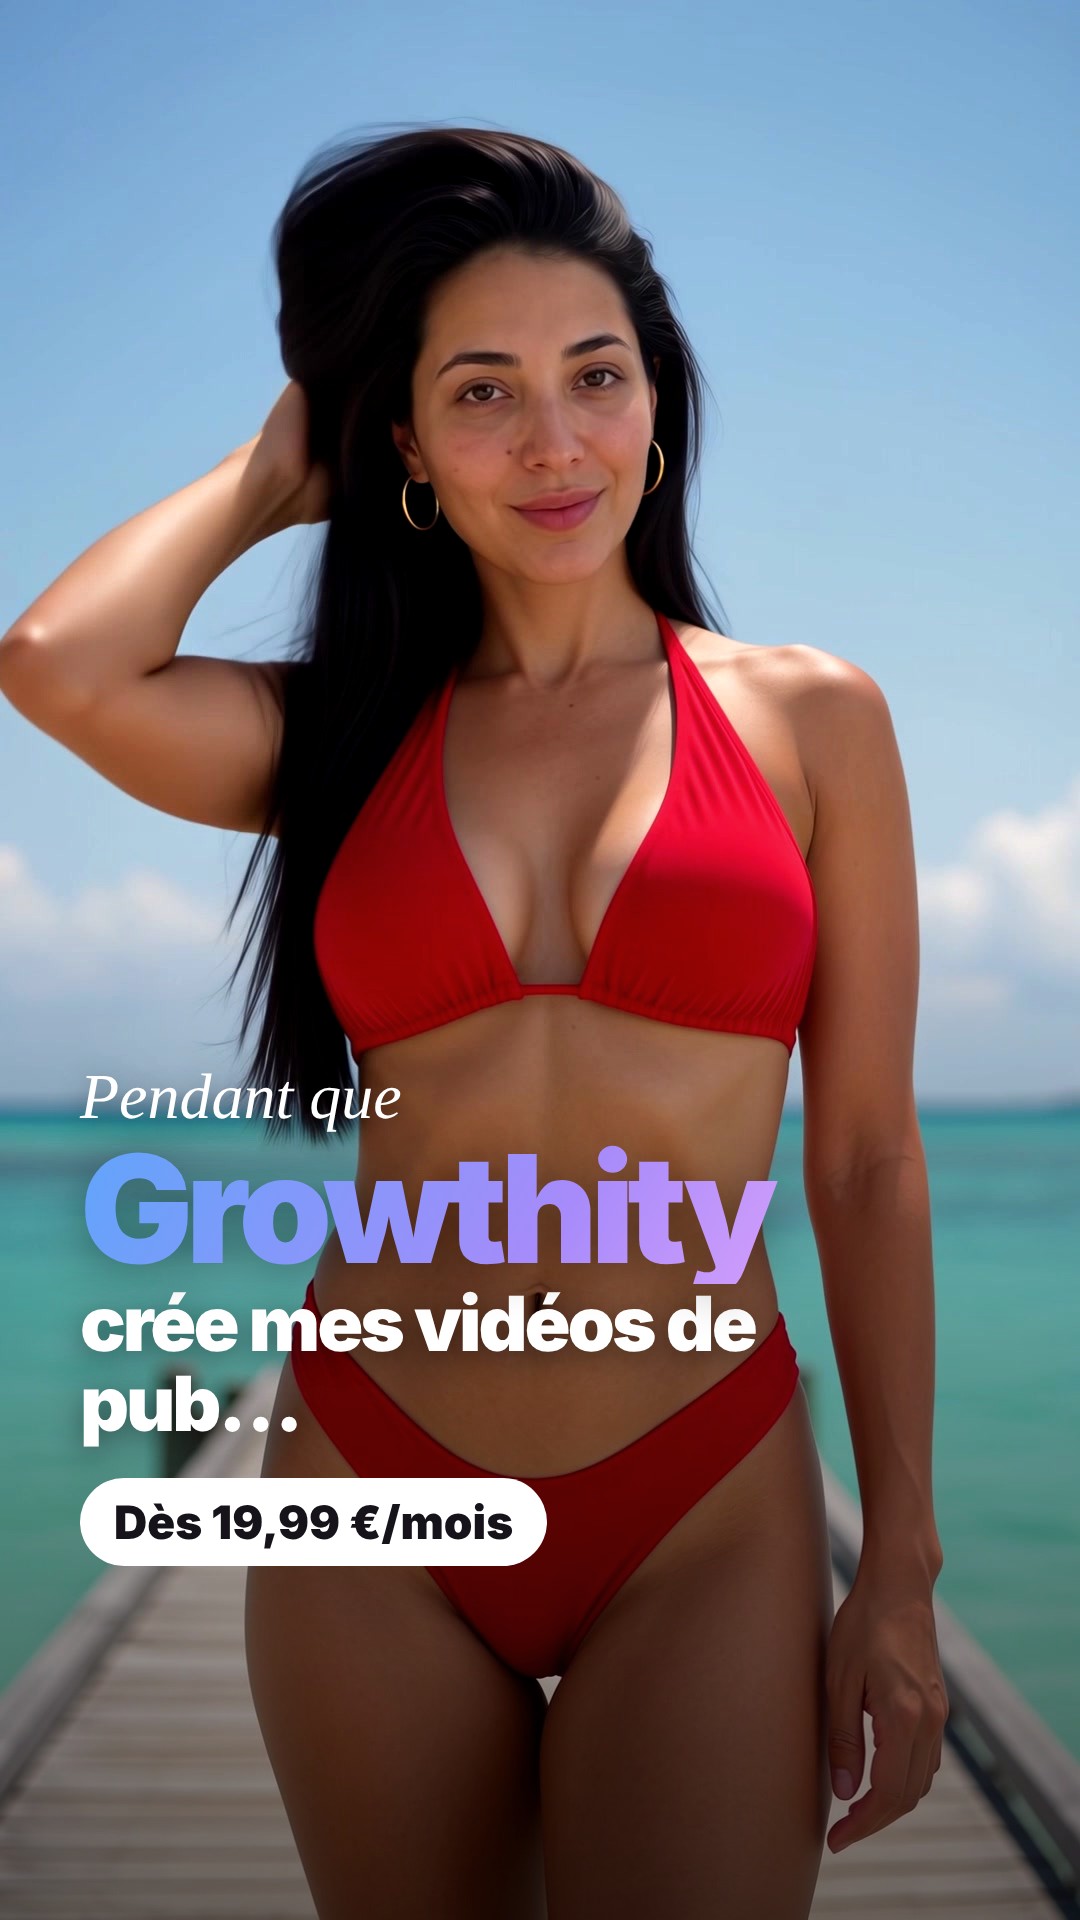 Pendant que
Growthity
crée mes vidéos de
pub…
Dès 19,99 €/mois